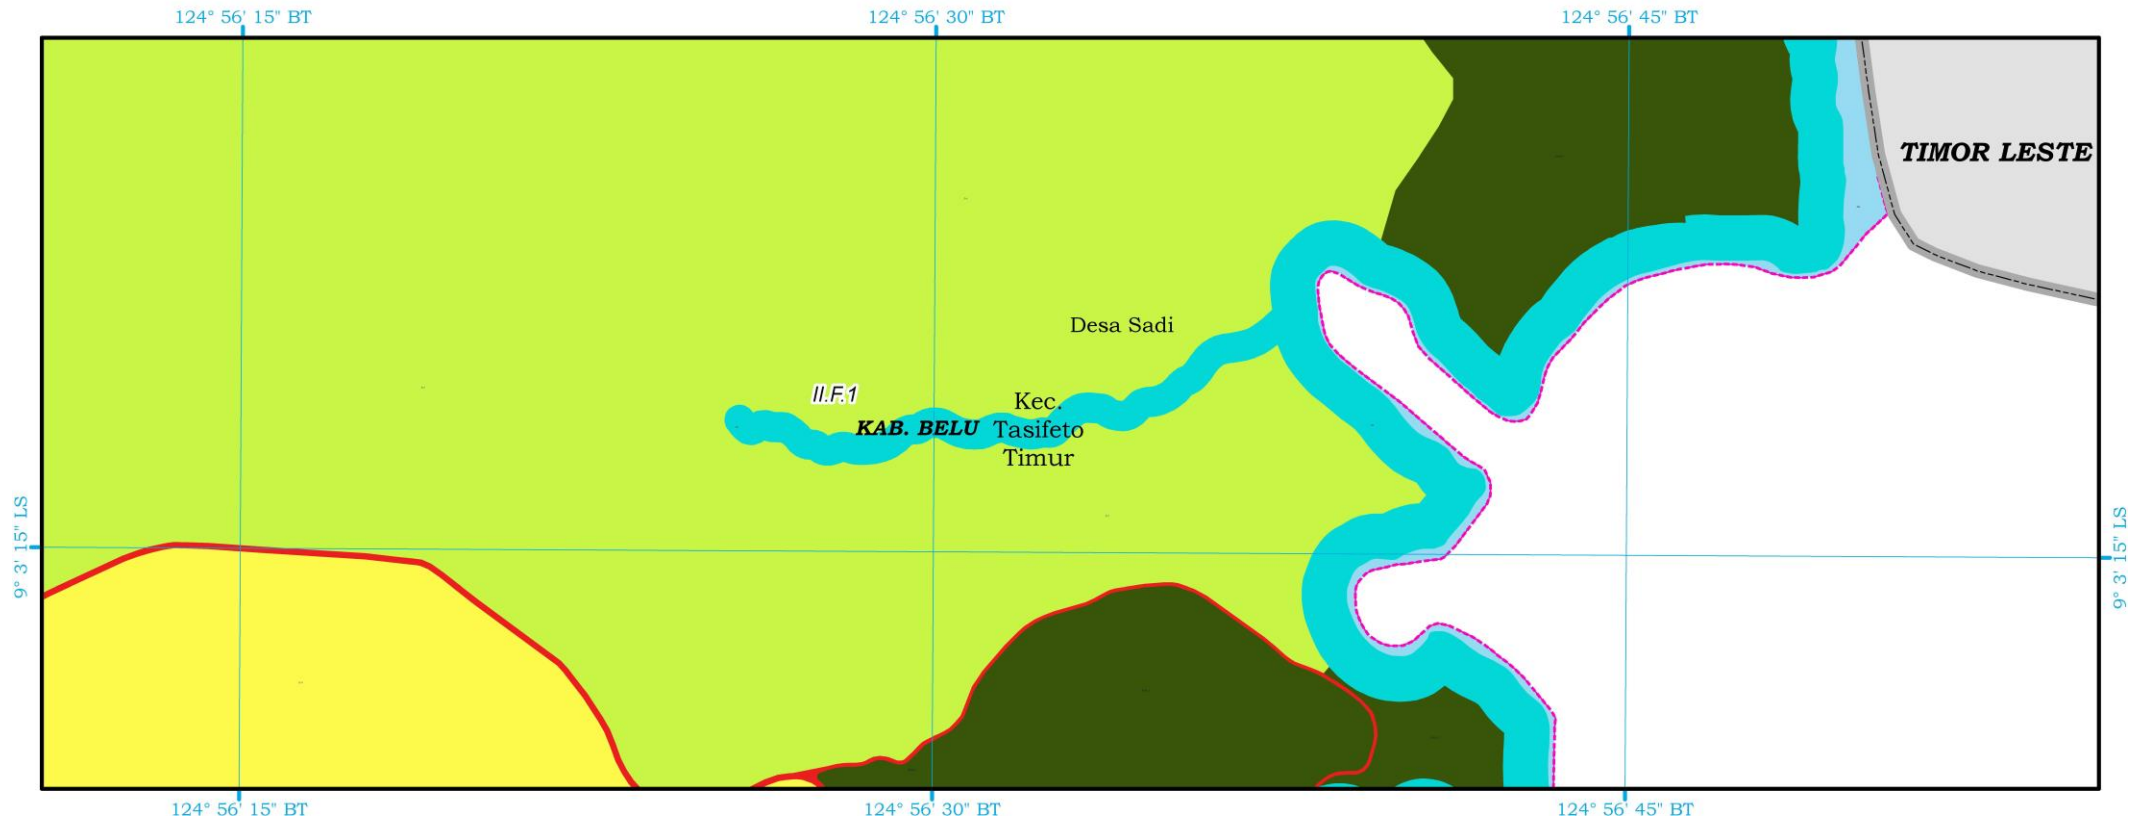 124° 56' 15" BT
124° 56' 30" BT
124° 56' 45" BT
TIMOR LESTE
Desa Sadi
II.F.1
Kec.
KAB. BELU
Tasifeto
Timur
9° 3' 15" LS
9° 3' 15" LS
124° 56' 15" BT
124° 56' 30" BT
124° 56' 45" BT